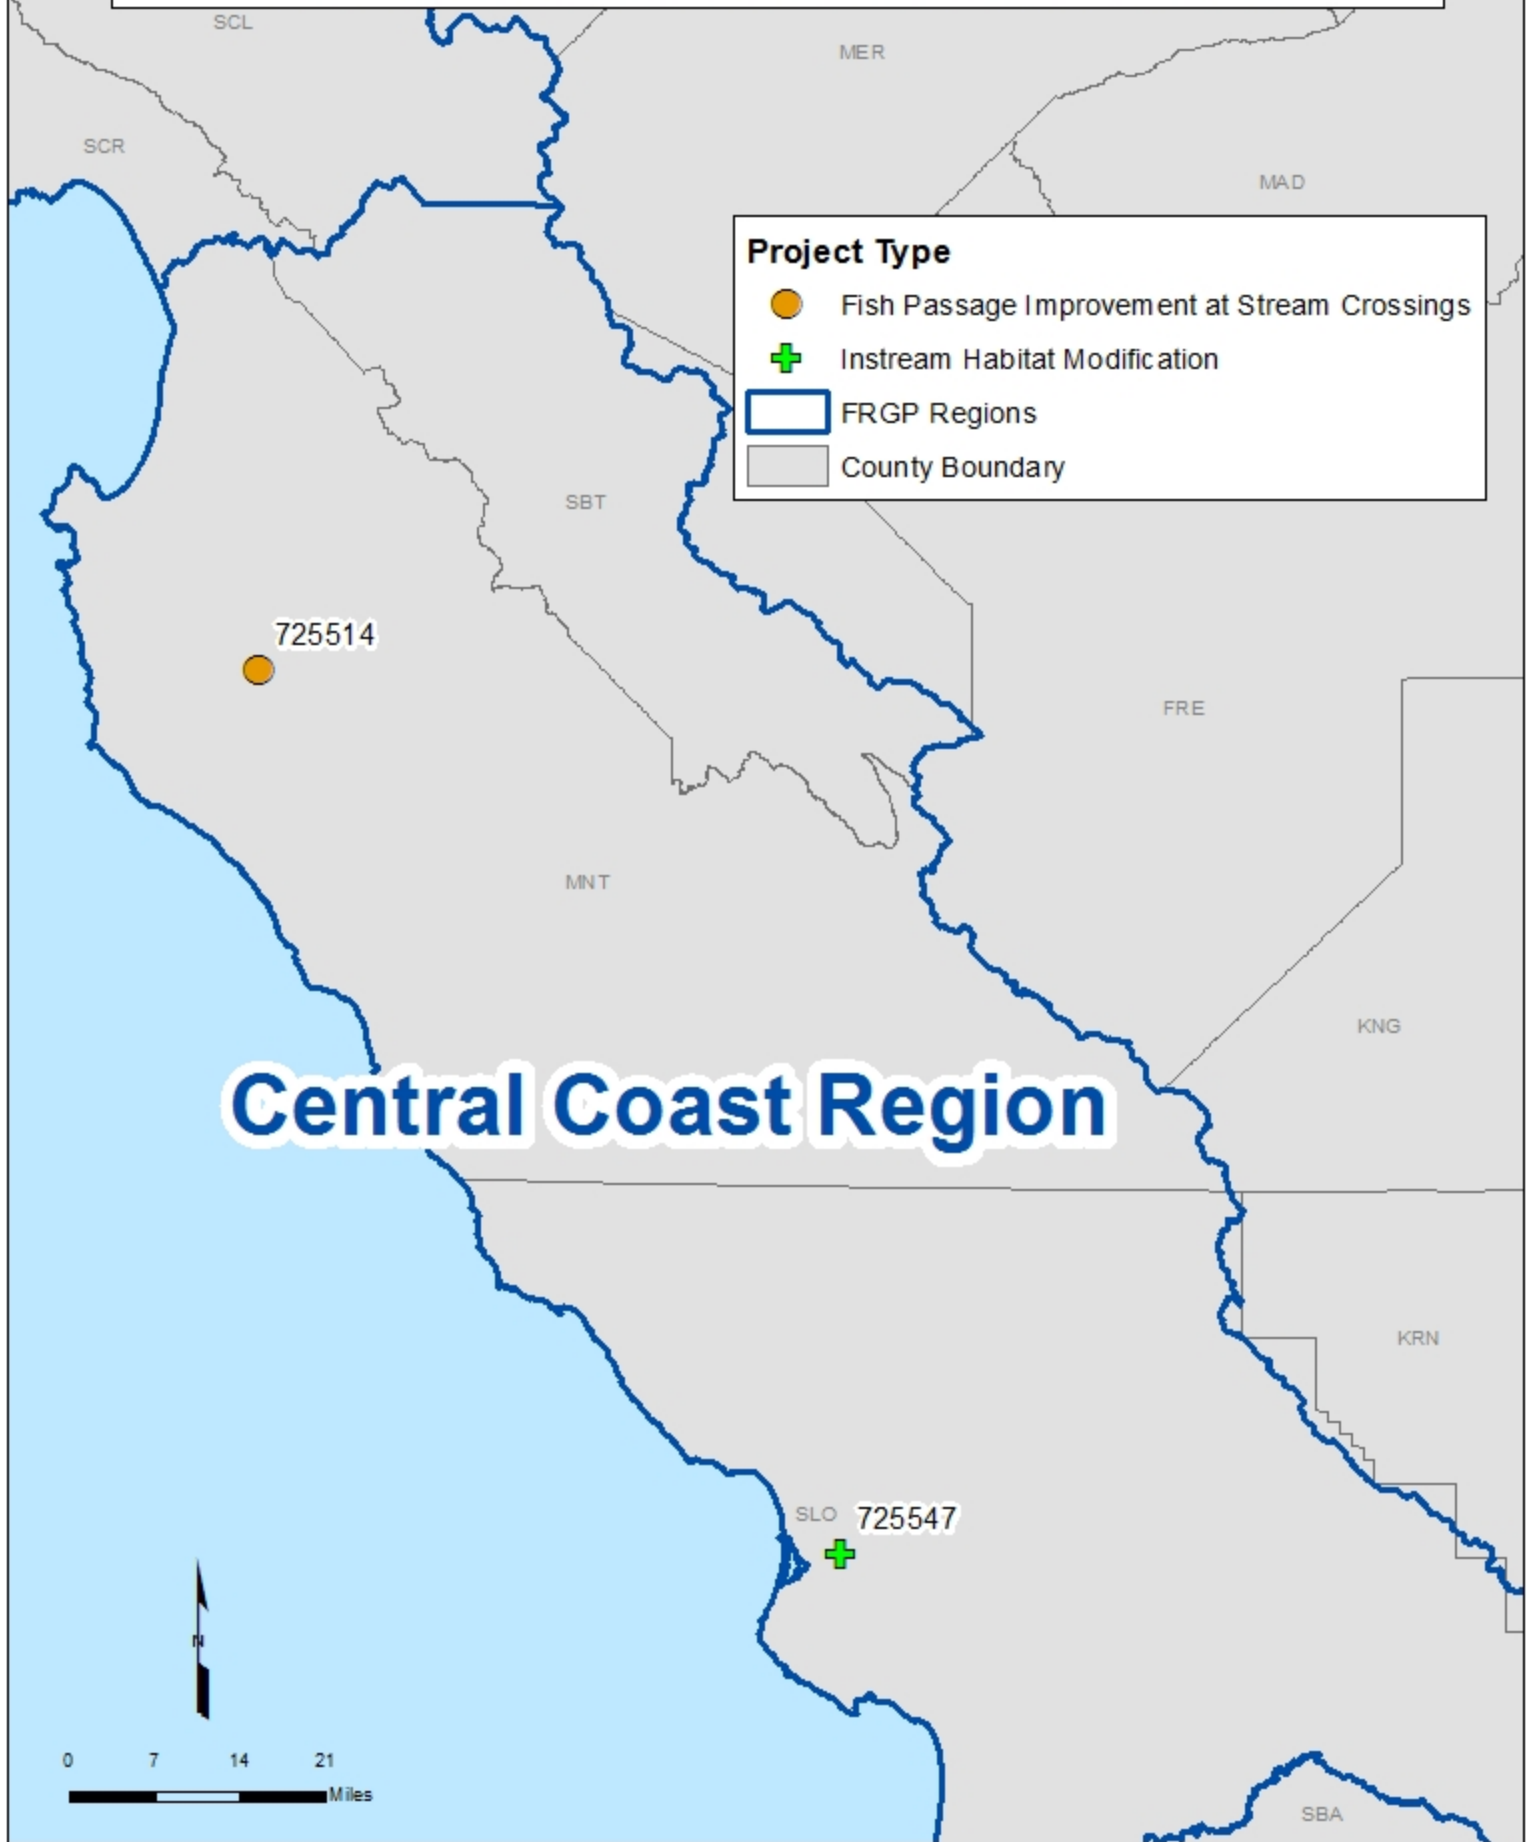 SCL
MER
SCR
MAD
Project Type
Fish Passage Improvement at Stream Crossings
Instream Habitat Modification
FRGP Regions
County Boundary
SBT
725514
FRE
MNT
KNG
Central Coast Region
KRN
SLO
725547
N
0 7 14 21
Miles
SBA